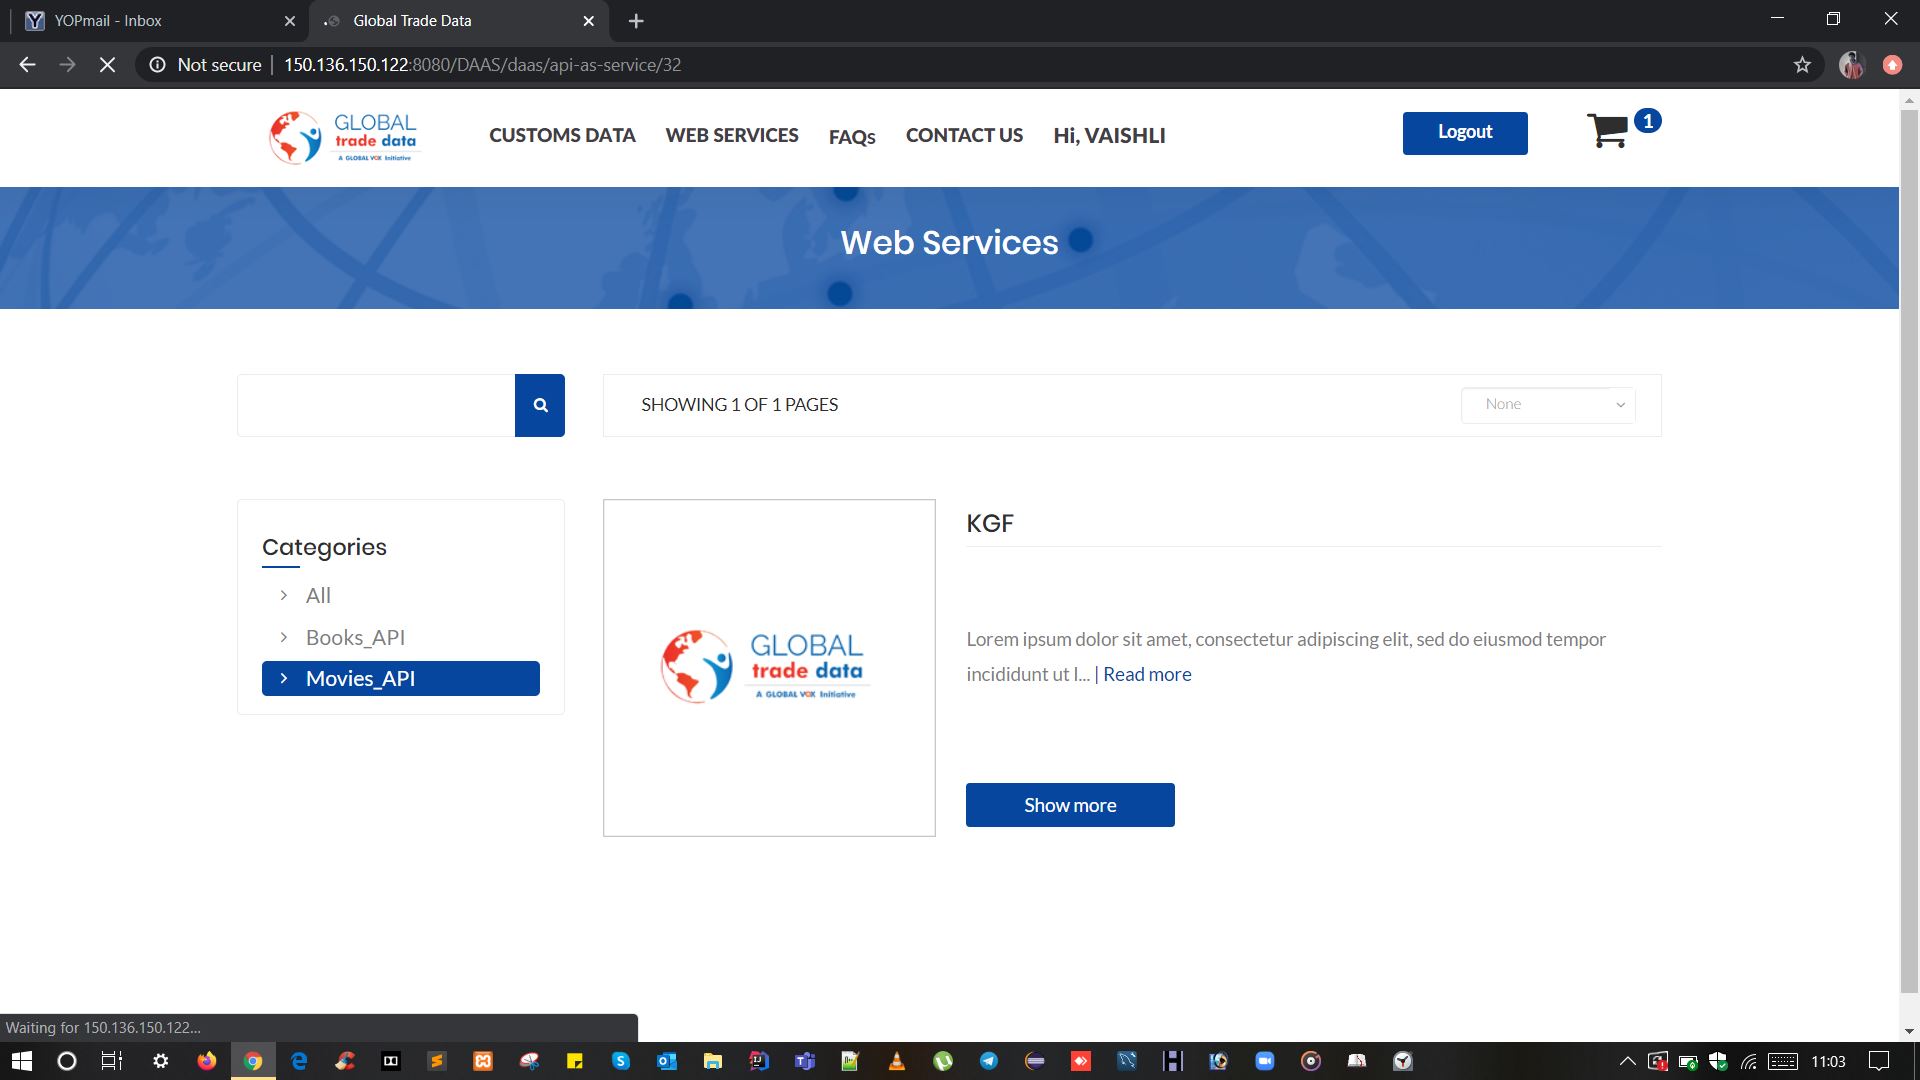 YOPmail - Inbox
Global Trade Data
Not secure
150.136.150.122:8080/DAAS/daas/api-as-service/32
GLOBAL
trade data
A GLOBAL VOX Initiative
CUSTOMS DATA
WEB SERVICES
FAQs
CONTACT US
Hi, VAISHLI
Logout
1
Web Services
SHOWING 1 OF 1 PAGES
None
Categories
All
Books_API
Movies_API
GLOBAL
trade data
A GLOBAL VOX Initiative
KGF
Lorem ipsum dolor sit amet, consectetur adipiscing elit, sed do eiusmod tempor
incididunt ut l... | Read more
Show more
Waiting for 150.136.150.122...
11:03